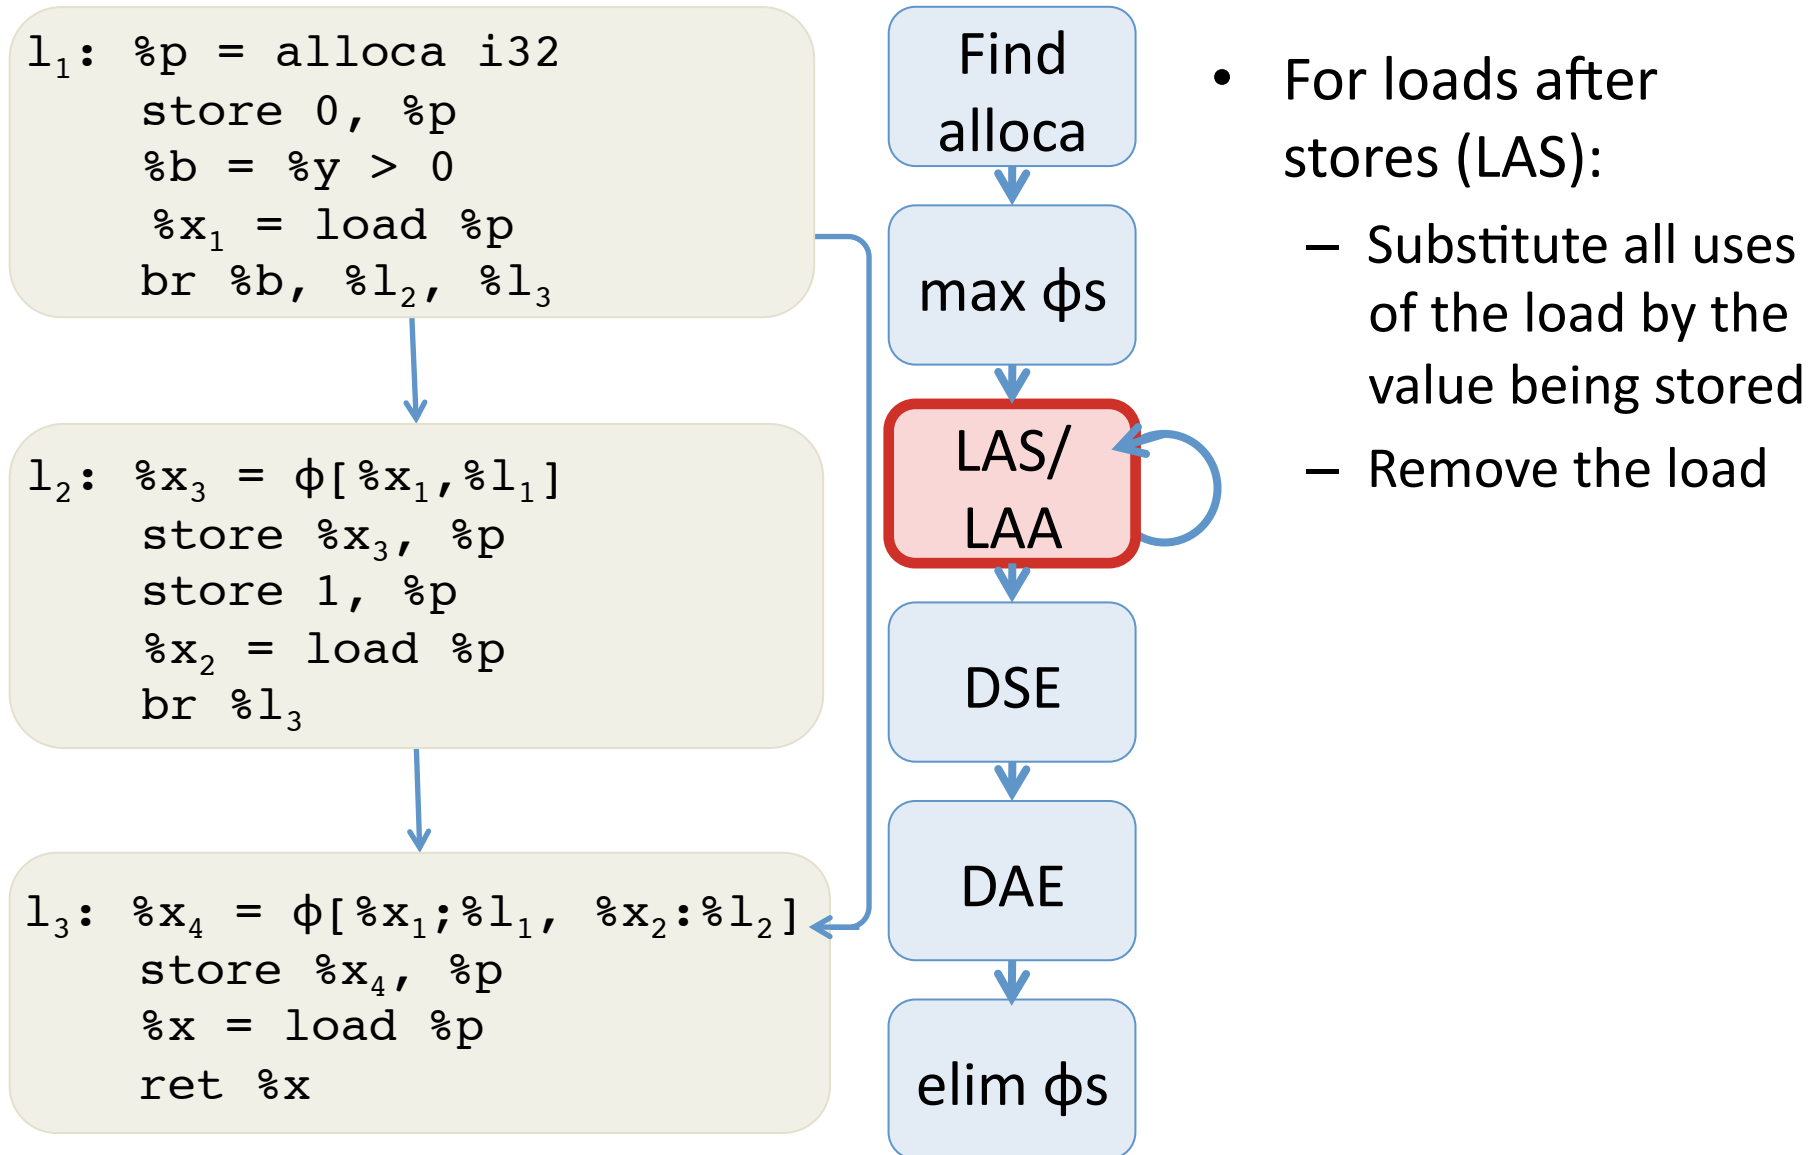 l₁: %p = alloca i32
store 0, %p
%b = %y > 0
%x₁ = load %p
br %b, %l₂, %l₃
l₂: %x₃ = ϕ[%x₁,%l₁]
store %x₃, %p
store 1, %p
%x₂ = load %p
br %l₃
l₃: %x₄ = ϕ[%x₁;%l₁, %x₂:%l₂]
store %x₄, %p
%x = load %p
ret %x
Find
alloca
max ϕs
LAS/
LAA
DSE
DAE
elim ϕs
• For loads after
stores (LAS):
– Substitute all uses
of the load by the
value being stored
– Remove the load